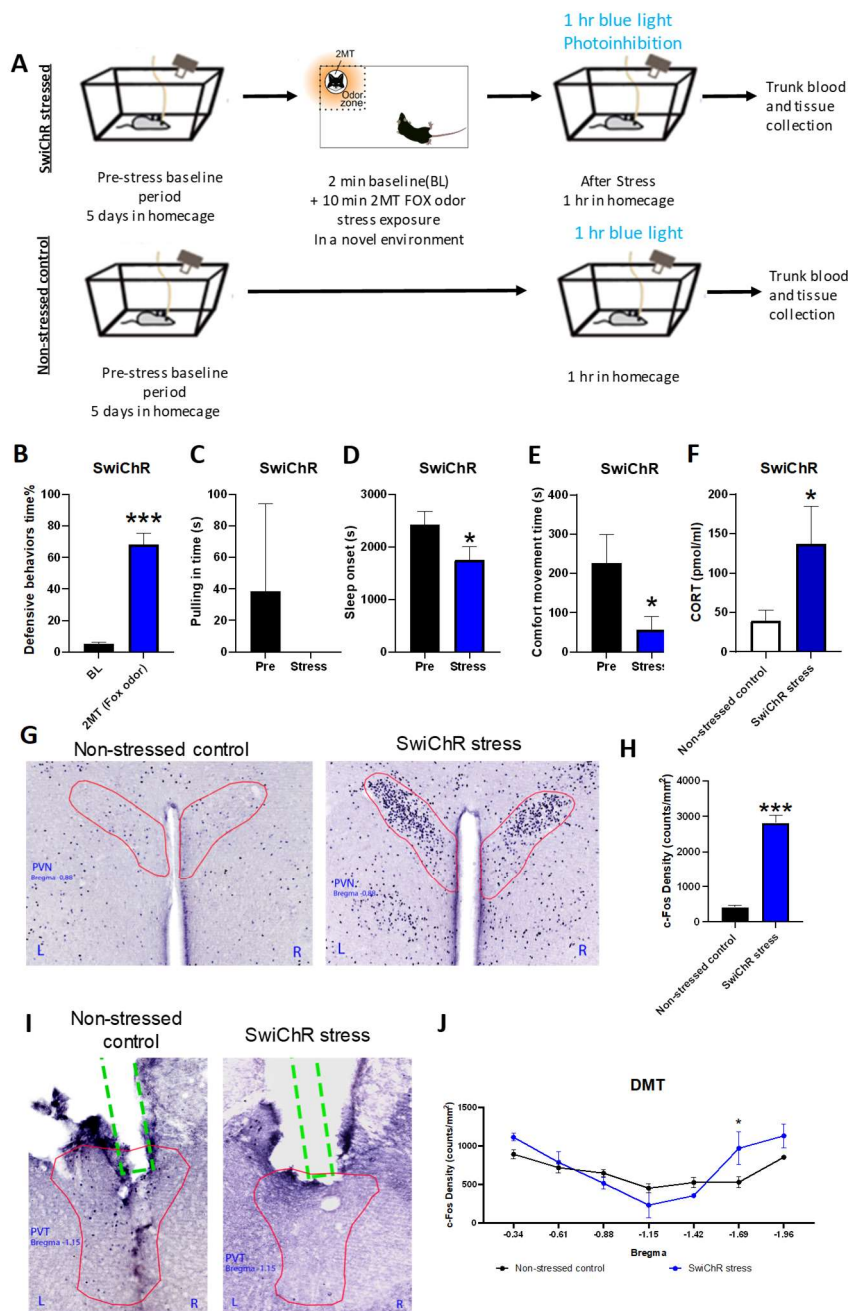 A
SwiChR stressed
2MT
Odor
zone
1 hr blue light
Photoinhibition
Trunk blood
and tissue
collection
Pre-stress baseline
period
5 days in homecage
2 min baseline(BL)
+ 10 min 2MT FOX odor
stress exposure
In a novel environment
After Stress
1 hr in homecage
Non-stressed control
1 hr blue light
Trunk blood
and tissue
collection
Pre-stress baseline
period
5 days in homecage
1 hr in homecage
B
SwiChR
Defensive behaviors time%
100
80
60
40
20
0
***
BL
2MT (Fox odor)
C
SwiChR
Pulling in time (s)
100
80
60
40
20
0
Pre
Stress
D
SwiChR
Sleep onset (s)
3000
2000
1000
0
*
Pre
Stress
E
SwiChR
Comfort movement time (s)
400
300
200
100
0
*
Pre
Stress
F
SwiChR
CORT (pmol/ml)
200
150
100
50
0
*
Non-stressed control
SwiChR stress
G
Non-stressed control
PVN
Bregma -0.88
L
R
SwiChR stress
PVN
Bregma -0.88
L
R
H
c-Fos Density (counts/mm²)
4000
3000
2000
1000
0
***
Non-stressed control
SwiChR stress
I
Non-stressed
control
PVT
Bregma -1.15
L
R
SwiChR stress
PVT
Bregma -1.15
L
R
J
DMT
c-Fos Density (counts/mm²)
1500
1000
500
0
*
-0.34
-0.61
-0.88
-1.15
-1.42
-1.69
-1.96
Bregma
Non-stressed control
SwiChR stress